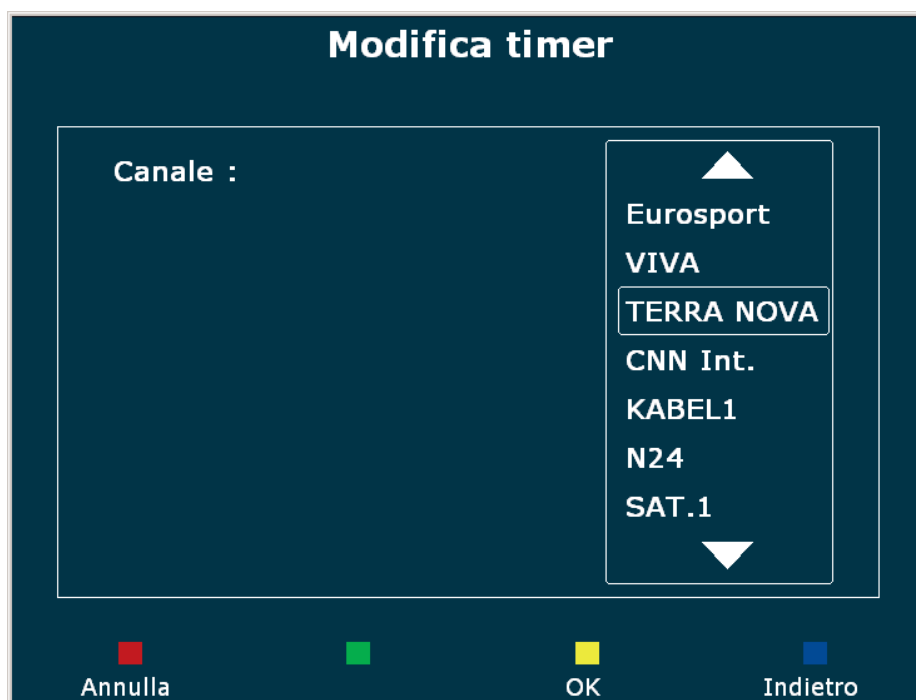 Modifica timer
Canale :
Eurosport
VIVA
TERRA NOVA
CNN Int.
KABEL1
N24
SAT.1
Annulla
OK
Indietro